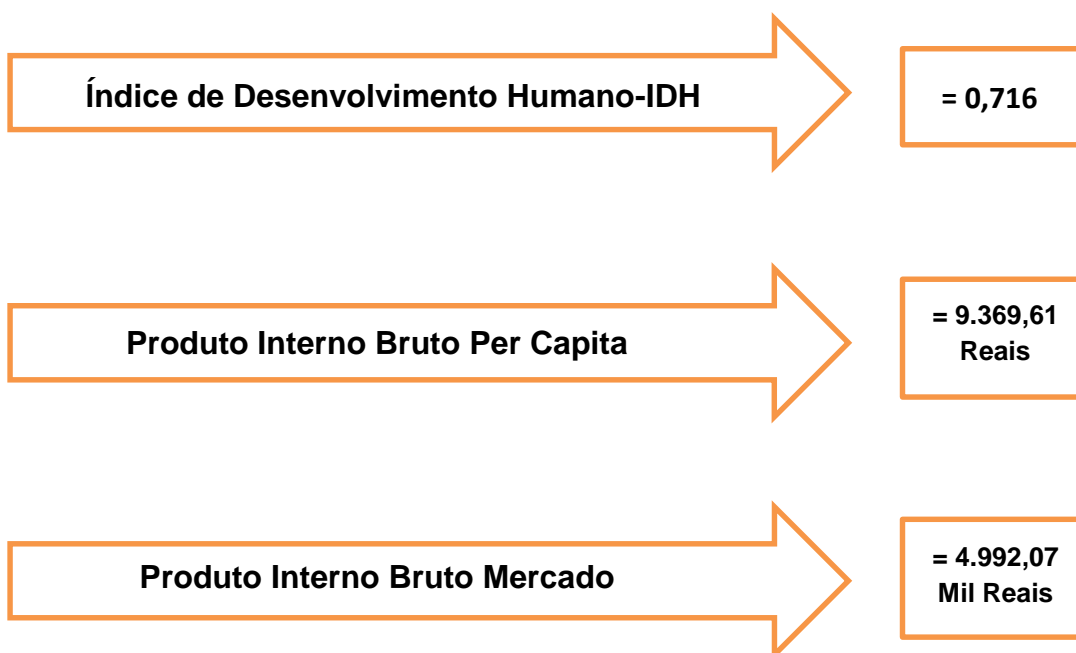 Índice de Desenvolvimento Humano-IDH
= 0,716
Produto Interno Bruto Per Capita
= 9.369,61
Reais
Produto Interno Bruto Mercado
= 4.992,07
Mil Reais